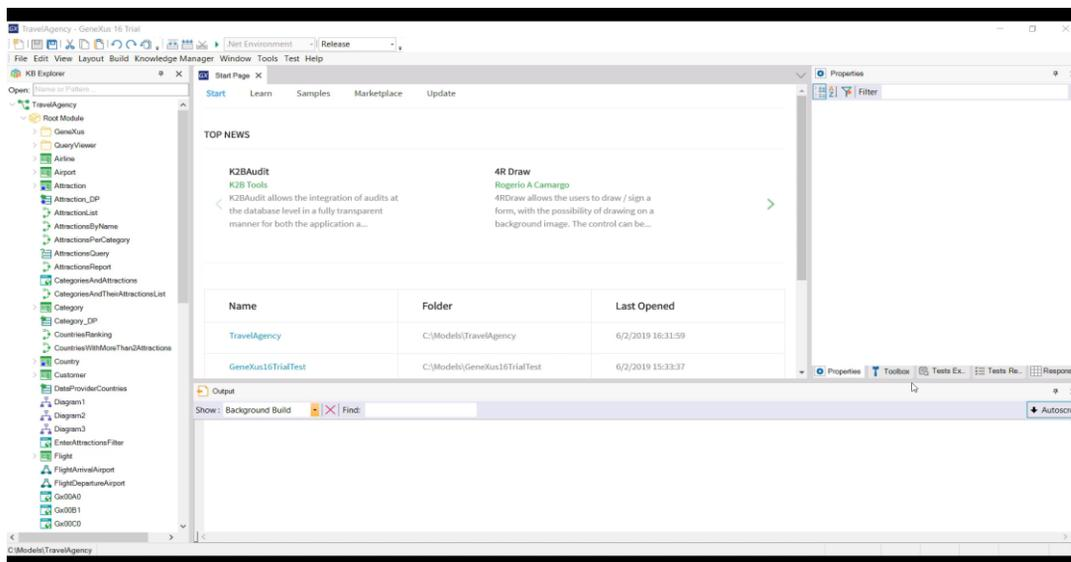 TravelAgency - GeneXus 16 Trial
.Net Environment
Release
File Edit View Layout Build Knowledge Manager Window Tools Test Help
KB Explorer
Open: Name or Pattern...
TravelAgency
Root Module
GeneXus
QueryViewer
Airline
Airport
Attraction
Attraction_DP
AttractionList
AttractionsByName
AttractionsPerCategory
AttractionsQuery
AttractionsReport
CategoriesAndAttractions
CategoriesAndTheirAttractionsList
Category
Category_DP
CountriesRanking
CountriesWithMoreThan2Attractions
Country
Customer
DataProviderCountries
Diagram1
Diagram2
Diagram3
EnterAttractionsFilter
Flight
FlightArrivalAirport
FlightDepartureAirport
Gx00A0
Gx00B1
Gx00C0
Start Page
Start Learn Samples Marketplace Update
TOP NEWS
K2BAudit
K2B Tools
K2BAudit allows the integration of audits at
the database level in a fully transparent
manner for both the application a...
4R Draw
Rogerio A Camargo
4RDraw allows the users to draw / sign a
form, with the possibility of drawing on a
background image. The control can be...
Name Folder Last Opened
TravelAgency C:\Models\TravelAgency 6/2/2019 16:31:59
GeneXus16TrialTest C:\Models\GeneXus16TrialTest 6/2/2019 15:33:37
Properties
Filter
Properties Toolbox Tests Ex.. Tests Re.. Respons
Output
Show: Background Build Find:
Autoscr
C:\Models\TravelAgency